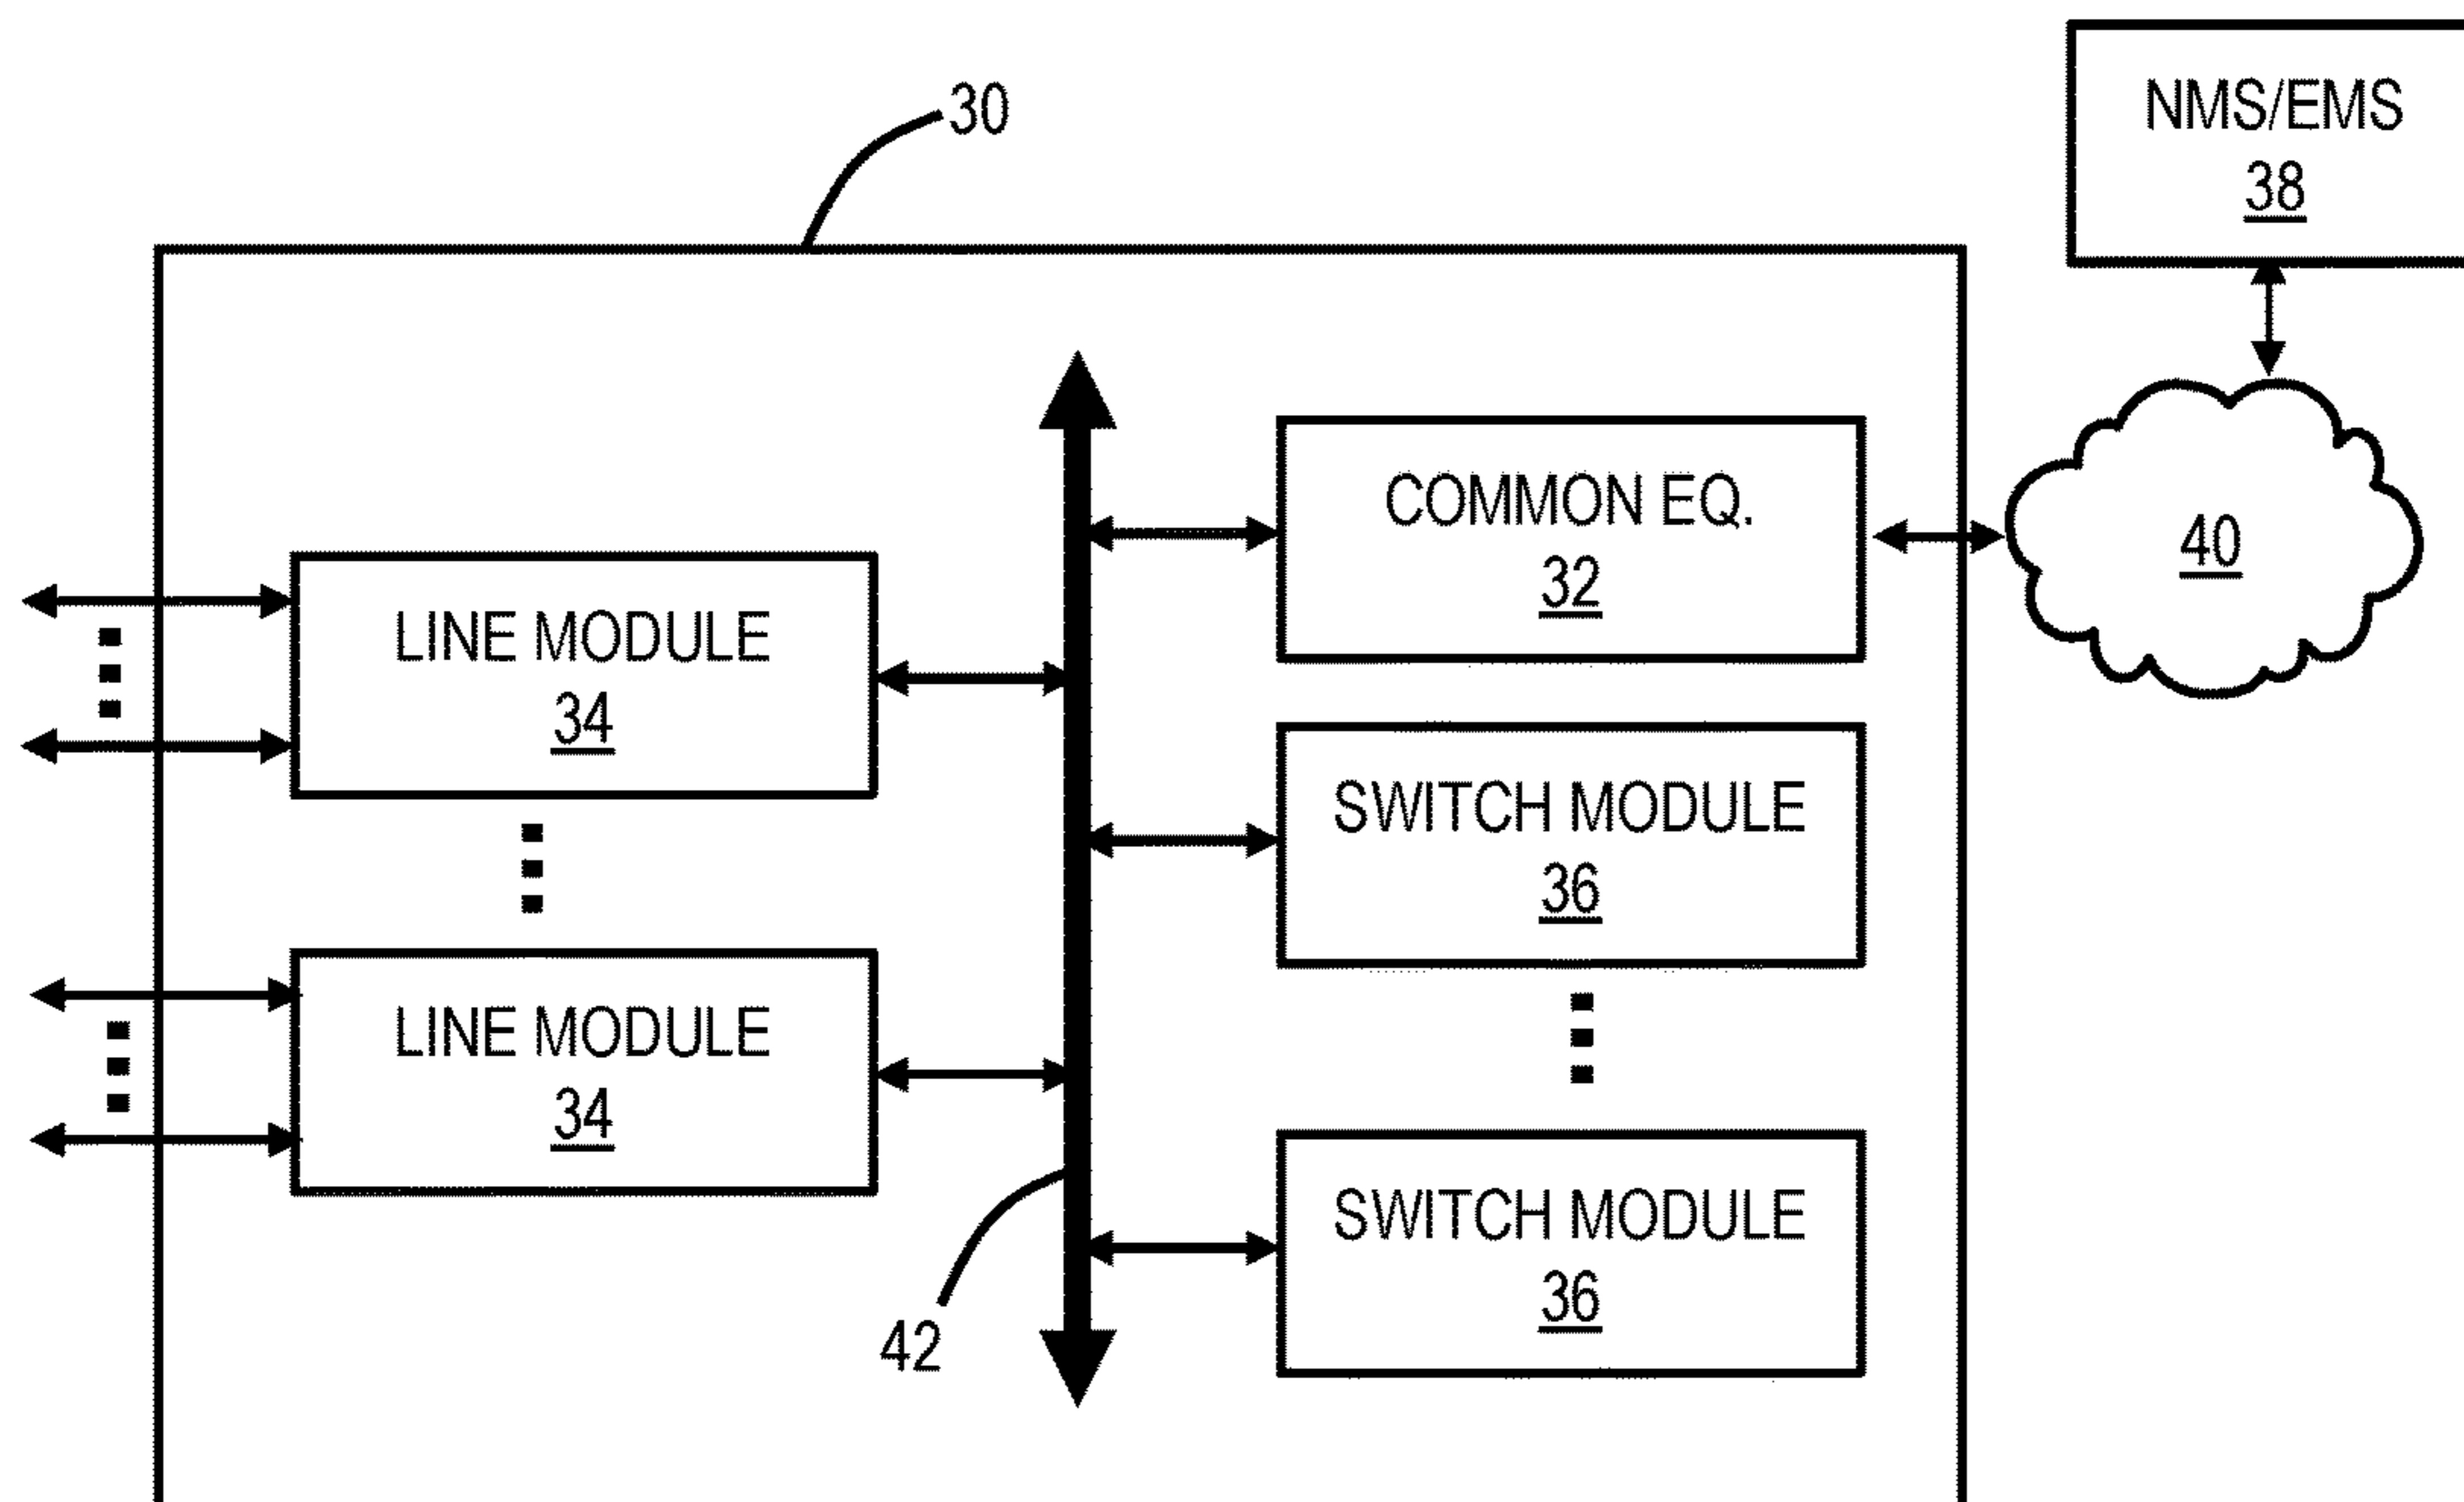 30
NMS/EMS
38
COMMON EQ.
32
40
LINE MODULE
34
SWITCH MODULE
36
LINE MODULE
34
SWITCH MODULE
36
42